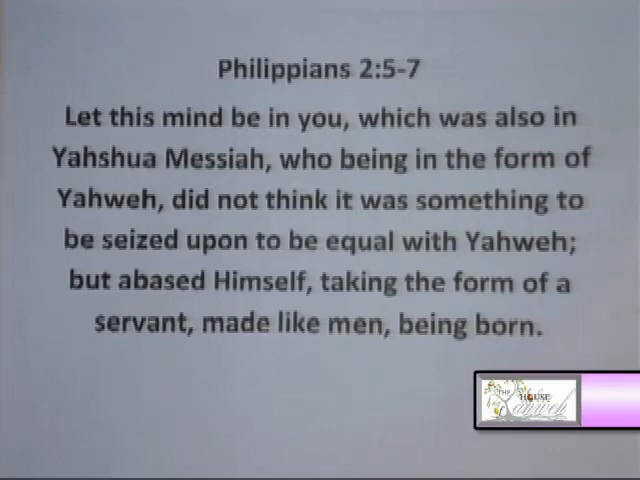 Philippians 2:5-7
Let this mind be in you, which was also in
Yahshua Messiah, who being in the form of
Yahweh, did not think it was something to
be seized upon to be equal with Yahweh;
but abased Himself, taking the form of a
servant, made like men, being born.
THE
HOUSE
Yahweh